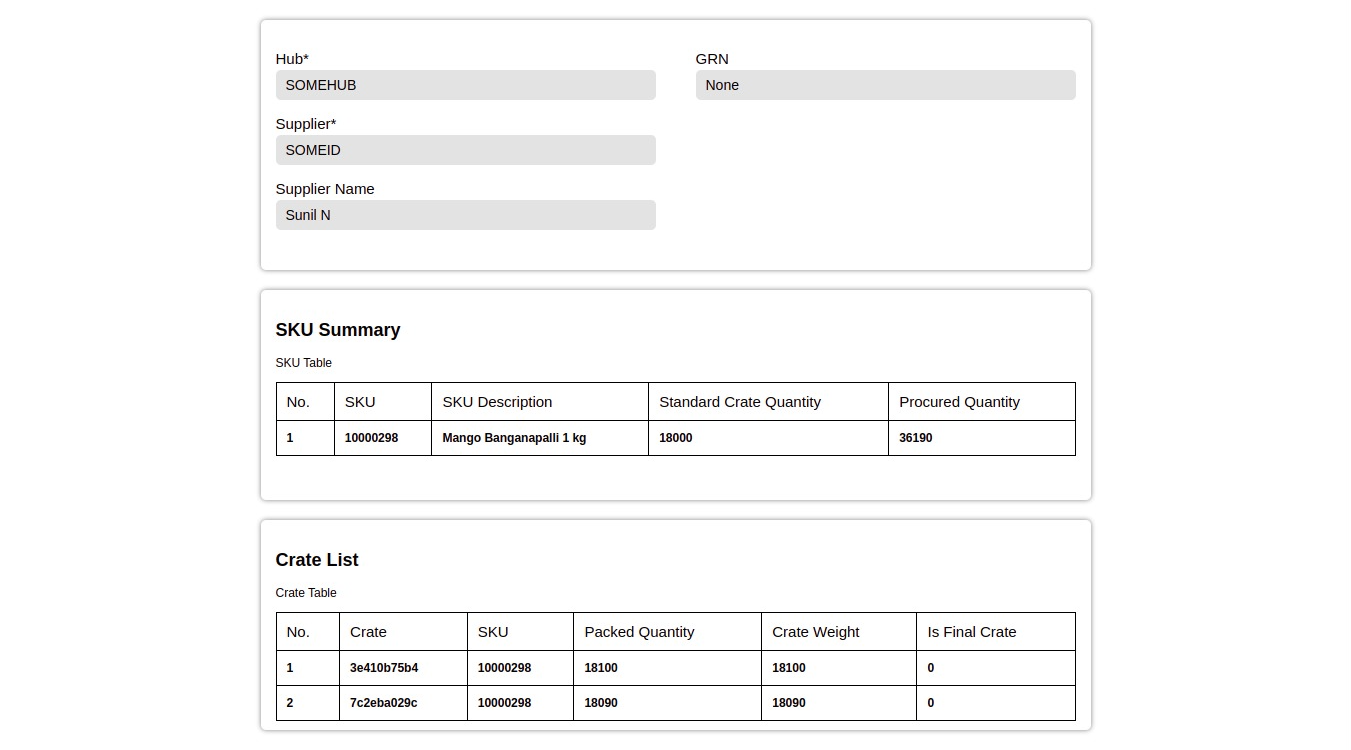 Hub*
SOMEHUB
GRN
None
Supplier*
SOMEID
Supplier Name
Sunil N
SKU Summary
SKU Table
No. SKU SKU Description Standard Crate Quantity Procured Quantity
1 10000298 Mango Banganapalli 1 kg 18000 36190
Crate List
Crate Table
No. Crate SKU Packed Quantity Crate Weight Is Final Crate
1 3e410b75b4 10000298 18100 18100 0
2 7c2eba029c 10000298 18090 18090 0